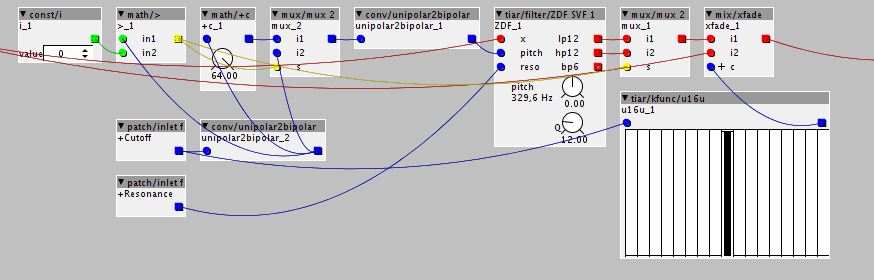 const/i
i_1
value 0
math/>
>_1
in1
in2
math/+c
+c_1
64.00
mux/mux 2
mux_2
i1
i2
s
conv/unipolar2bipolar
unipolar2bipolar_1
tiar/filter/ZDF SVF 1
ZDF_1
x lp12
pitch hp12
reso bp6
pitch
329,6 Hz
0.00
Q
12.00
mux/mux 2
mux_1
i1
i2
s
mix/xfade
xfade_1
i1
i2
+ c
patch/inlet f
+Cutoff
conv/unipolar2bipolar
unipolar2bipolar_2
patch/inlet f
+Resonance
tiar/kfunc/u16u
u16u_1